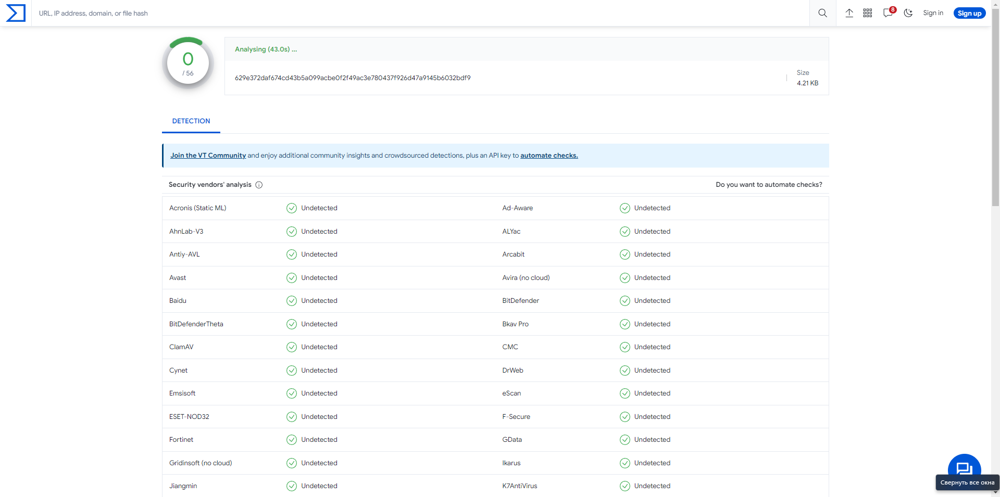 URL, IP address, domain, or file hash
8
Sign in
Sign up
0
/ 56
Analysing (43.0s) ...
629e372daf674cd43b5a099acbe0f2f49ac3e780437f926d47a9145b6032bdf9
Size
4.21 KB
DETECTION
Join the VT Community and enjoy additional community insights and crowdsourced detections, plus an API key to automate checks.
Security vendors' analysis
Do you want to automate checks?
Acronis (Static ML) Undetected Ad-Aware Undetected
AhnLab-V3 Undetected ALYac Undetected
Antiy-AVL Undetected Arcabit Undetected
Avast Undetected Avira (no cloud) Undetected
Baidu Undetected BitDefender Undetected
BitDefenderTheta Undetected Bkav Pro Undetected
ClamAV Undetected CMC Undetected
Cynet Undetected DrWeb Undetected
Emsisoft Undetected eScan Undetected
ESET-NOD32 Undetected F-Secure Undetected
Fortinet Undetected GData Undetected
Gridinsoft (no cloud) Undetected Ikarus Undetected
Jiangmin Undetected K7AntiVirus Undetected
Свернуть все окна